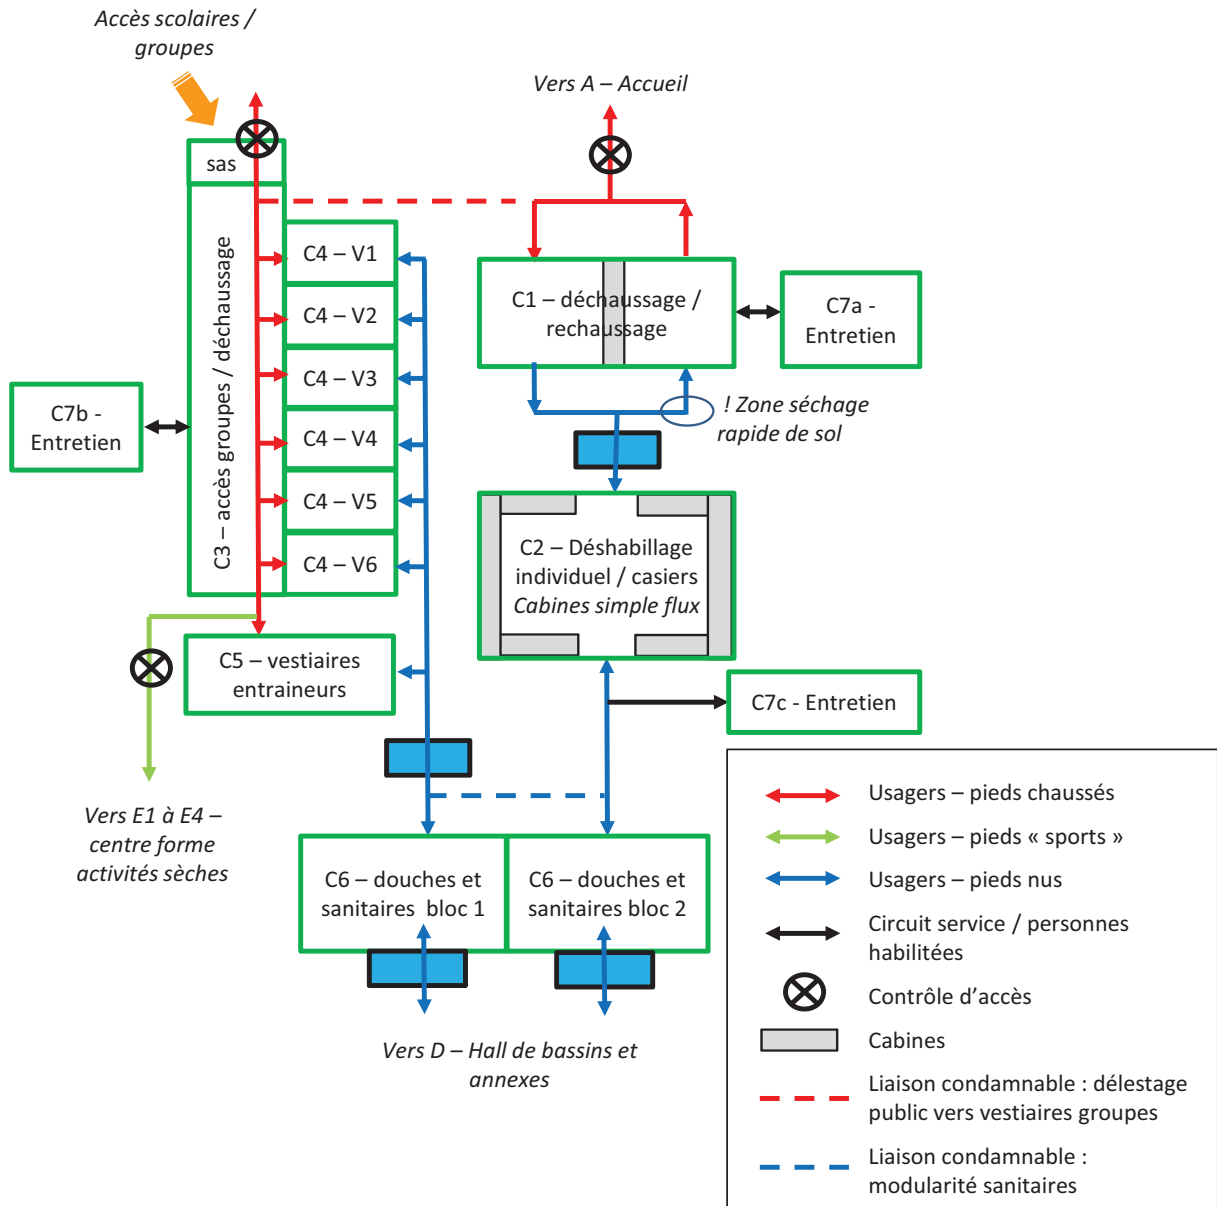 Accès scolaires /
groupes
Vers A – Accueil
sas
C3 – accès groupes / déchaussage
C4 – V1
C4 – V2
C4 – V3
C4 – V4
C4 – V5
C4 – V6
C7b -
Entretien
C1 – déchaussage /
rechaussage
C7a -
Entretien
! Zone séchage
rapide de sol
C2 – Déshabillage
individuel / casiers
Cabines simple flux
C5 – vestiaires
entraineurs
C7c - Entretien
Vers E1 à E4 –
centre forme
activités sèches
C6 – douches et
sanitaires bloc 1
C6 – douches et
sanitaires bloc 2
Vers D – Hall de bassins et
annexes
Usagers – pieds chaussés
Usagers – pieds « sports »
Usagers – pieds nus
Circuit service / personnes
habilitées
Contrôle d’accès
Cabines
Liaison condamnable : délestage
public vers vestiaires groupes
Liaison condamnable :
modularité sanitaires